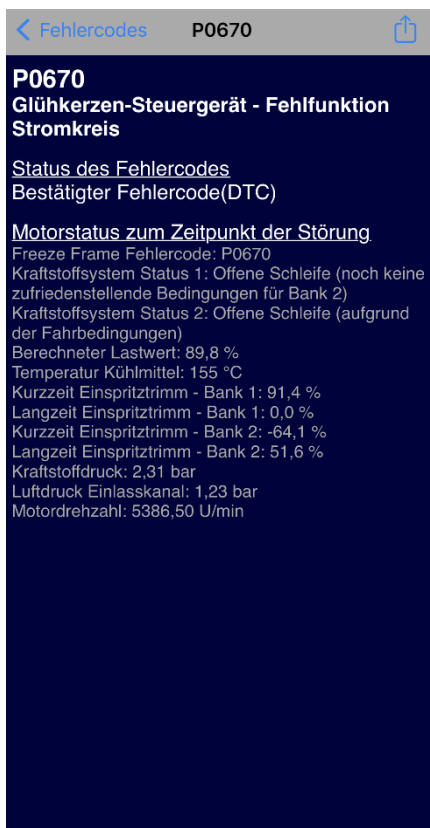 Fehlercodes P0670
P0670
Glühkerzen-Steuergerät - Fehlfunktion
Stromkreis
Status des Fehlercodes
Bestätigter Fehlercode(DTC)
Motorstatus zum Zeitpunkt der Störung
Freeze Frame Fehlercode: P0670
Kraftstoffsystem Status 1: Offene Schleife (noch keine
zufriedenstellende Bedingungen für Bank 2)
Kraftstoffsystem Status 2: Offene Schleife (aufgrund
der Fahrbedingungen)
Berechneter Lastwert: 89,8 %
Temperatur Kühlmittel: 155 °C
Kurzzeit Einspritztrimm - Bank 1: 91,4 %
Langzeit Einspritztrimm - Bank 1: 0,0 %
Kurzzeit Einspritztrimm - Bank 2: -64,1 %
Langzeit Einspritztrimm - Bank 2: 51,6 %
Kraftstoffdruck: 2,31 bar
Luftdruck Einlasskanal: 1,23 bar
Motordrehzahl: 5386,50 U/min